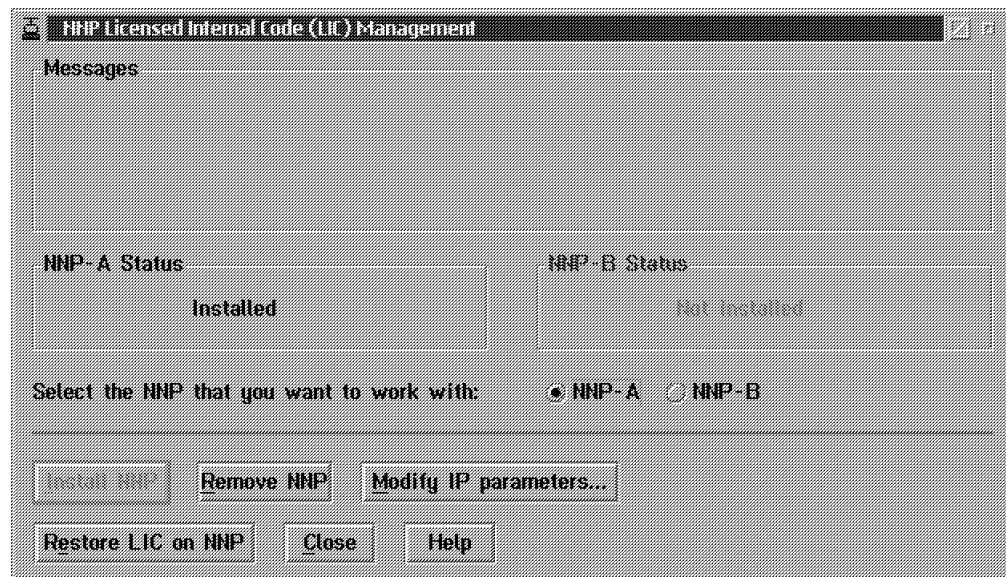 NNP Licensed Internal Code (LIC) Management
Messages
NNP-A Status
NNP-B Status
Installed
Not Installed
Select the NNP that you want to work with: NNP-A NNP-B
Install NNP Remove NNP Modify IP parameters...
Restore LIC on NNP Close Help